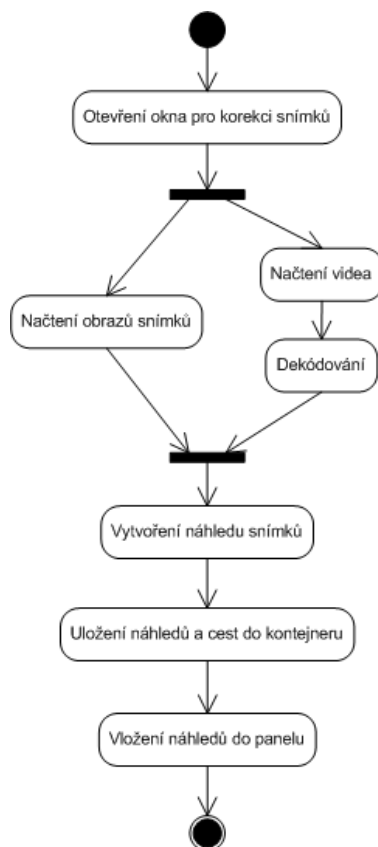 Otevření okna pro korekci snímků
Načtení videa
Načtení obrazů snímků
Dekódování
Vytvoření náhledu snímků
Uložení náhledů a cest do kontejneru
Vložení náhledů do panelu